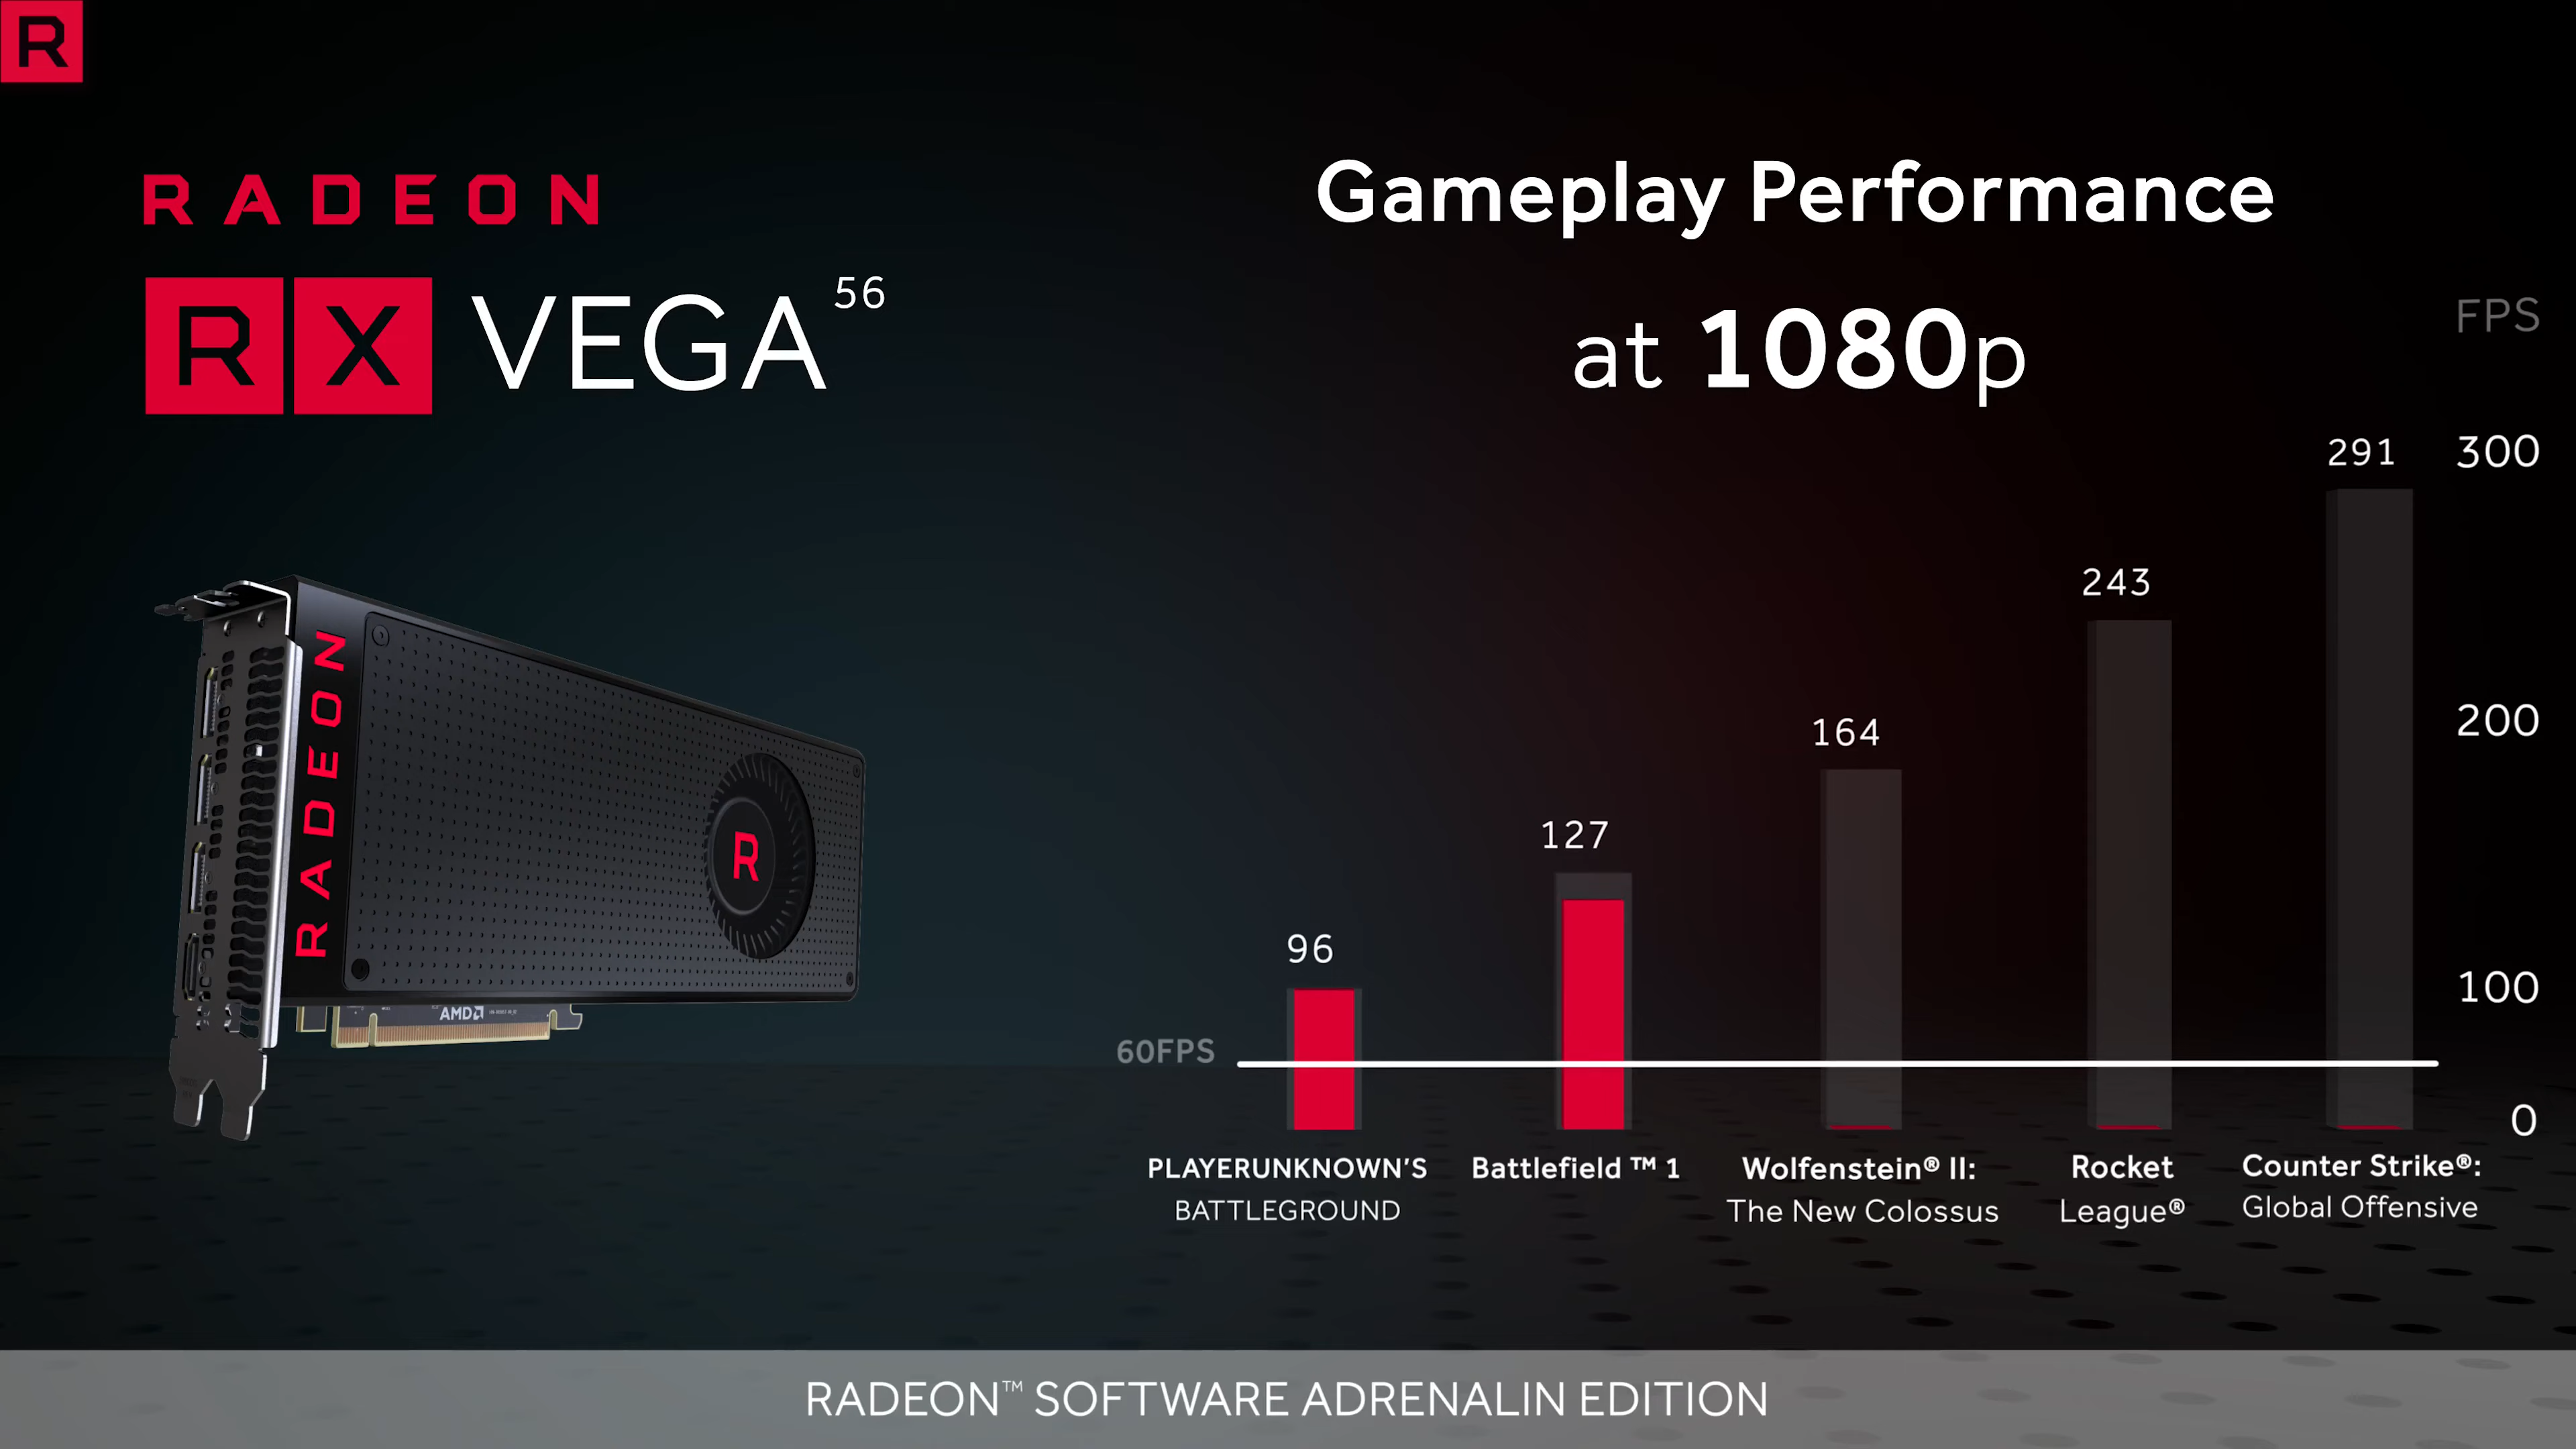 R
RADEON
RX VEGA 56
Gameplay Performance
at 1080p
FPS
300
200
100
0
291
243
164
127
96
60FPS
RADEON
R
AMD
PLAYERUNKNOWN'S
BATTLEGROUND
Battlefield ™ 1
Wolfenstein® II:
The New Colossus
Rocket
League®
Counter Strike®:
Global Offensive
RADEON™ SOFTWARE ADRENALIN EDITION